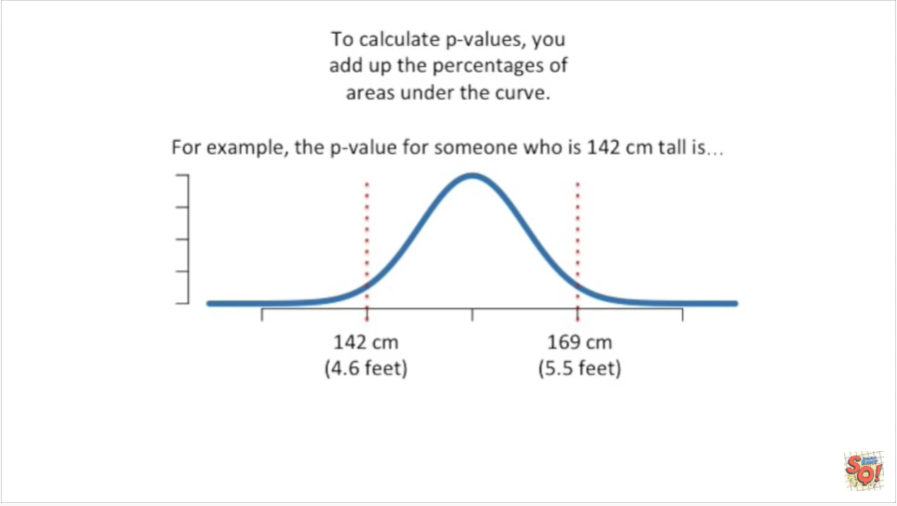 To calculate p-values, you
add up the percentages of
areas under the curve.
For example, the p-value for someone who is 142 cm tall is…
142 cm
(4.6 feet)
169 cm
(5.5 feet)
SQ!